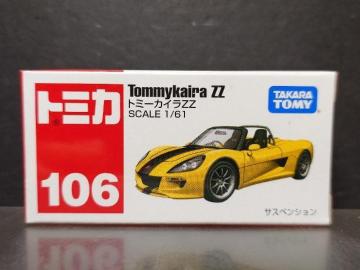 トミカ
106
Tommykaira ZZ
トミーカイラZZ
SCALE 1/61
TAKARA
TOMY
サスペンション